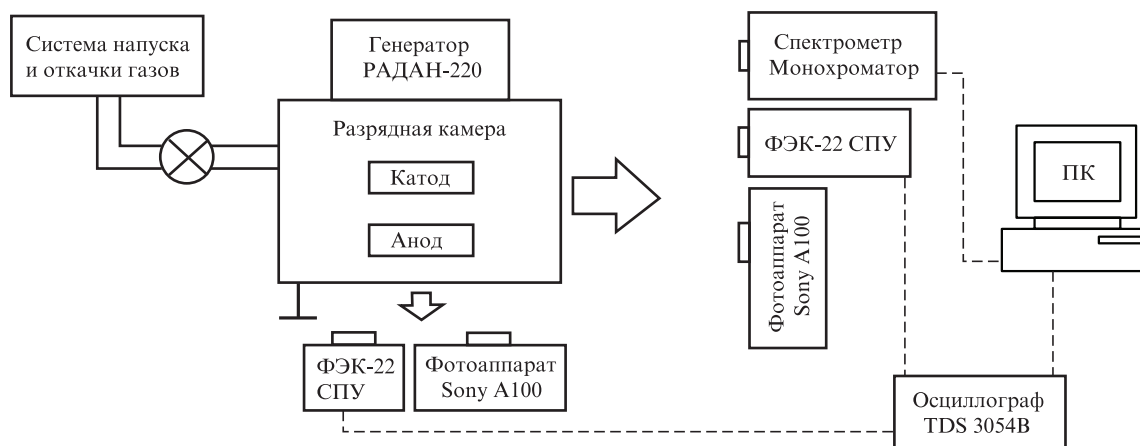 Система напуска
и откачки газов
Генератор
РАДАН-220
Разрядная камера
Катод
Анод
ФЭК-22
СПУ
Фотоаппарат
Sony A100
Спектрометр
Монохроматор
ФЭК-22 СПУ
Фотоаппарат
Sony A100
ПК
Осциллограф
TDS 3054B